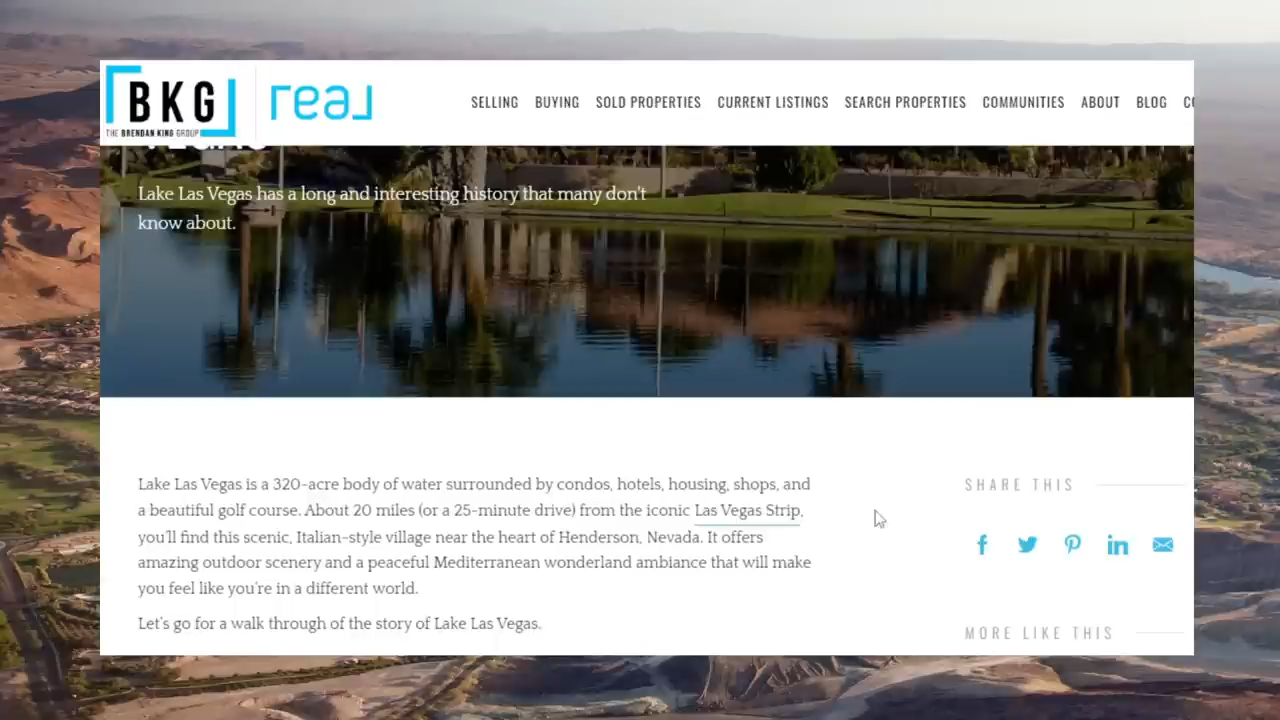 BKG
THE BRENDAN KING GROUP
real
SELLING BUYING SOLD PROPERTIES CURRENT LISTINGS SEARCH PROPERTIES COMMUNITIES ABOUT BLOG
Lake Las Vegas has a long and interesting history that many don't
know about.
Lake Las Vegas is a 320-acre body of water surrounded by condos, hotels, housing, shops, and
a beautiful golf course. About 20 miles (or a 25-minute drive) from the iconic Las Vegas Strip,
you'll find this scenic, Italian-style village near the heart of Henderson, Nevada. It offers
amazing outdoor scenery and a peaceful Mediterranean wonderland ambiance that will make
you feel like you're in a different world.
Let's go for a walk through of the story of Lake Las Vegas.
SHARE THIS
MORE LIKE THIS